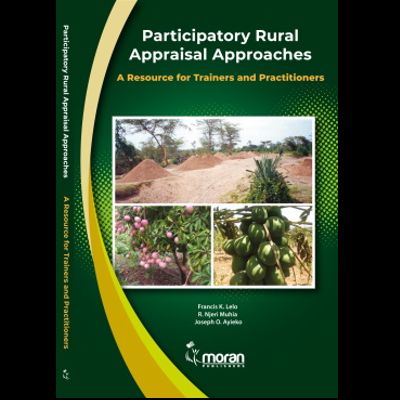 Participatory Rural Appraisal Approaches
A Resource for Trainers and Practitioners
Participatory Rural
Appraisal Approaches
A Resource for Trainers and Practitioners
Francis K. Lelo
R. Njeri Muhia
Joseph O. Ayieko
moran
PUBLISHERS